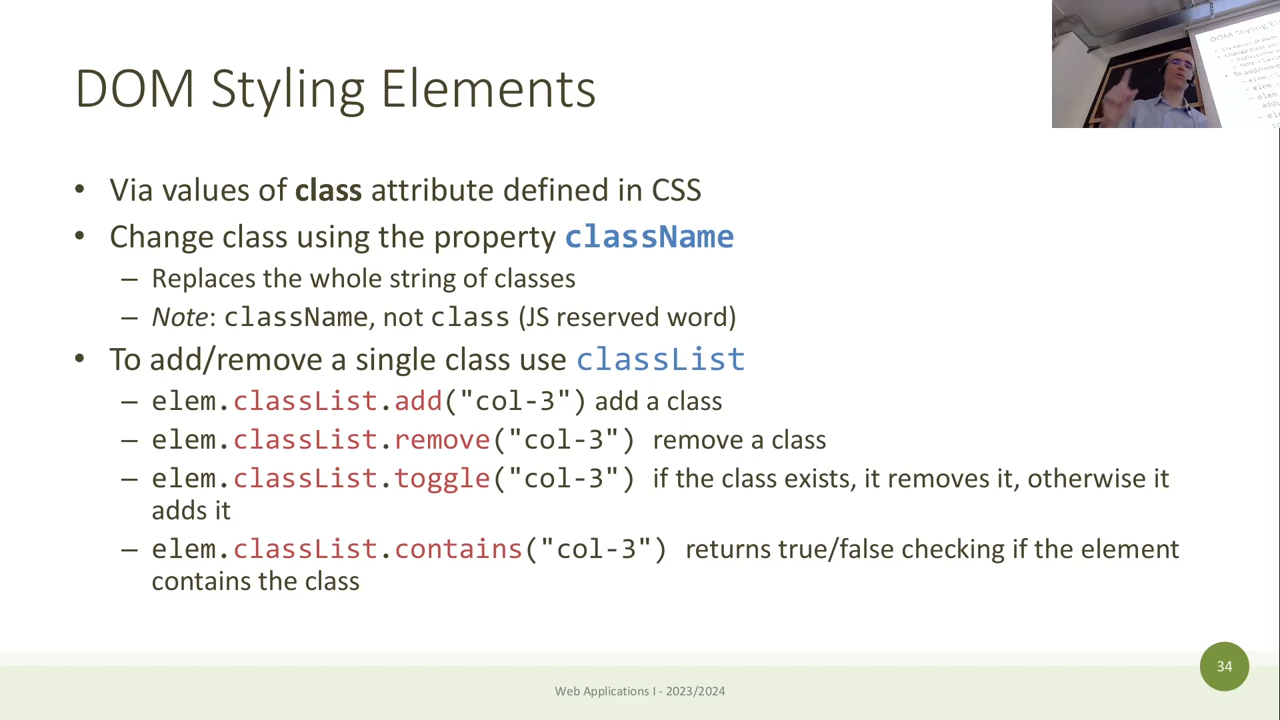 DOM Styling Elements
• Via values of class attribute defined in CSS
• Change class using the property className
– Replaces the whole string of classes
– Note: className, not class (JS reserved word)
• To add/remove a single class use classList
– elem.classList.add("col-3") add a class
– elem.classList.remove("col-3") remove a class
– elem.classList.toggle("col-3") if the class exists, it removes it, otherwise it
adds it
– elem.classList.contains("col-3") returns true/false checking if the element
contains the class
34
Web Applications I - 2023/2024